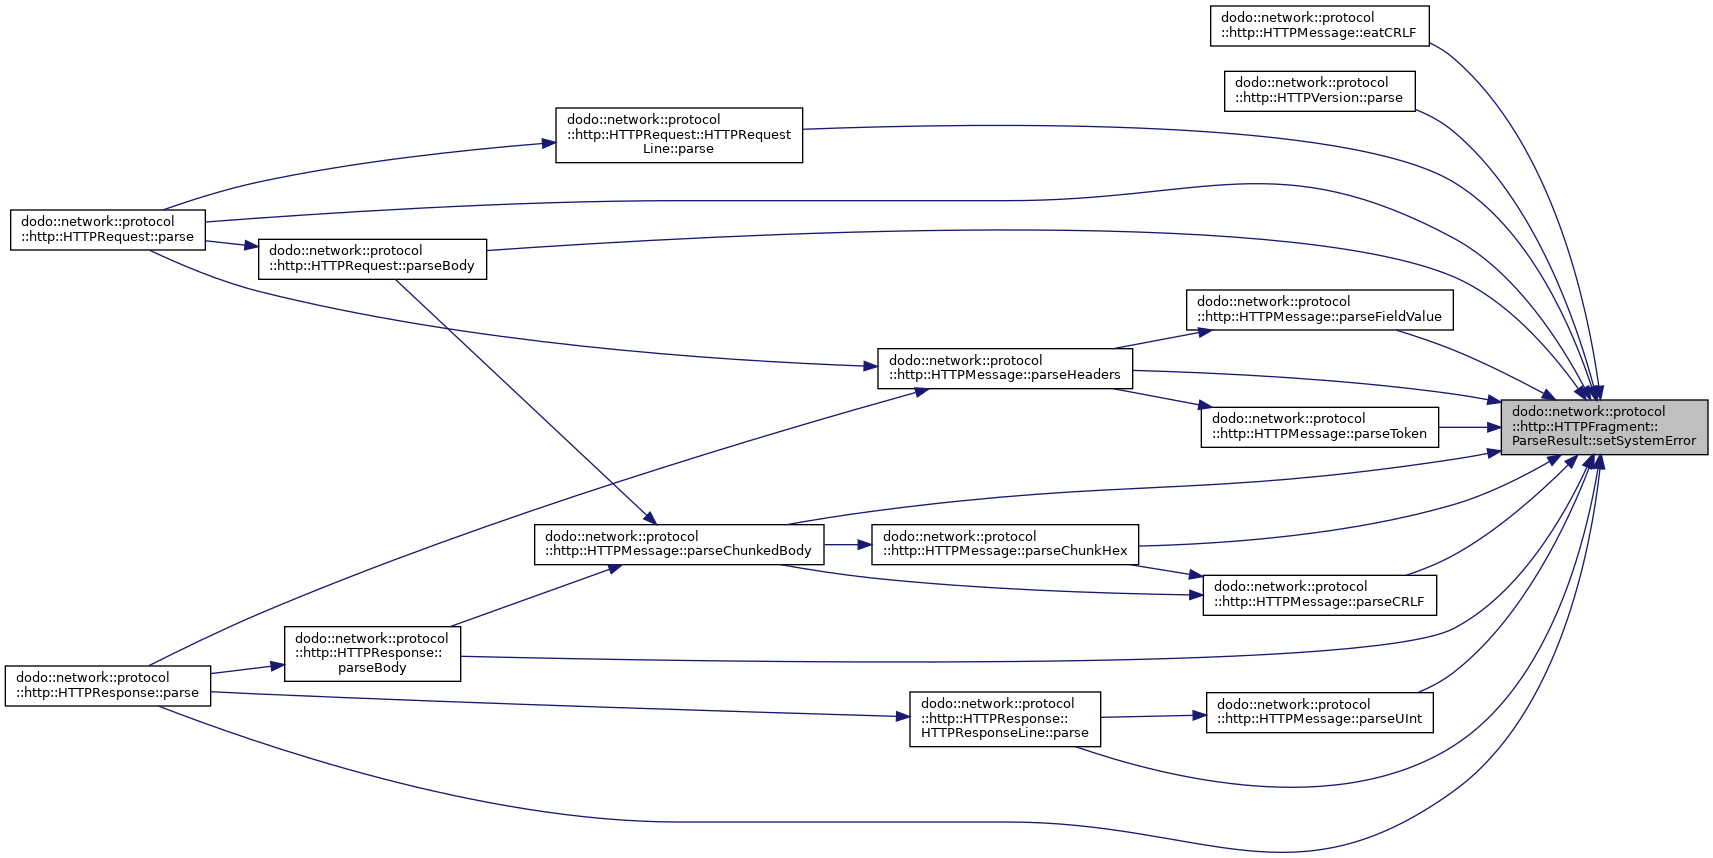 dodo::network::protocol
::http::HTTPMessage::eatCRLF
dodo::network::protocol
::http::HTTPVersion::parse
dodo::network::protocol
::http::HTTPRequest::HTTPRequest
Line::parse
dodo::network::protocol
::http::HTTPRequest::parse
dodo::network::protocol
::http::HTTPRequest::parseBody
dodo::network::protocol
::http::HTTPMessage::parseFieldValue
dodo::network::protocol
::http::HTTPMessage::parseHeaders
dodo::network::protocol
::http::HTTPMessage::parseToken
dodo::network::protocol
::http::HTTPFragment::
ParseResult::setSystemError
dodo::network::protocol
::http::HTTPMessage::parseChunkedBody
dodo::network::protocol
::http::HTTPMessage::parseChunkHex
dodo::network::protocol
::http::HTTPMessage::parseCRLF
dodo::network::protocol
::http::HTTPResponse::
parseBody
dodo::network::protocol
::http::HTTPResponse::parse
dodo::network::protocol
::http::HTTPResponse::
HTTPResponseLine::parse
dodo::network::protocol
::http::HTTPMessage::parseUInt